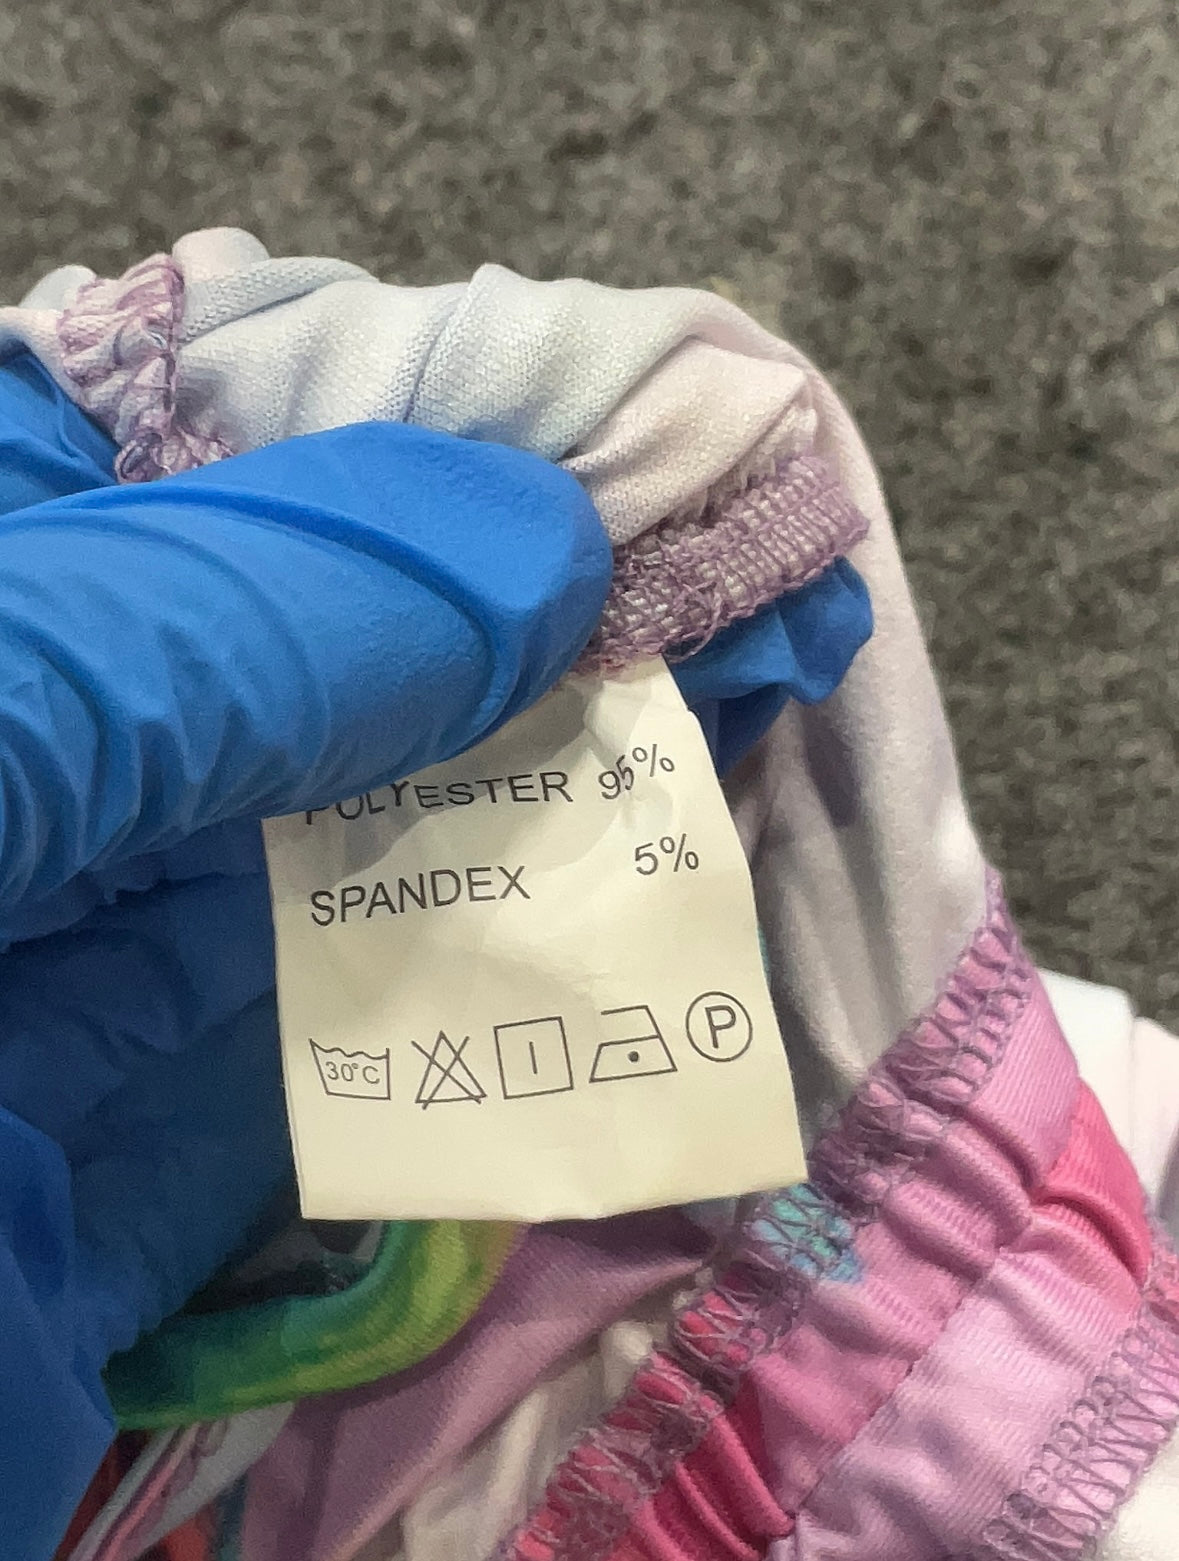 POLYESTER 95%
SPANDEX 5%
30°C P